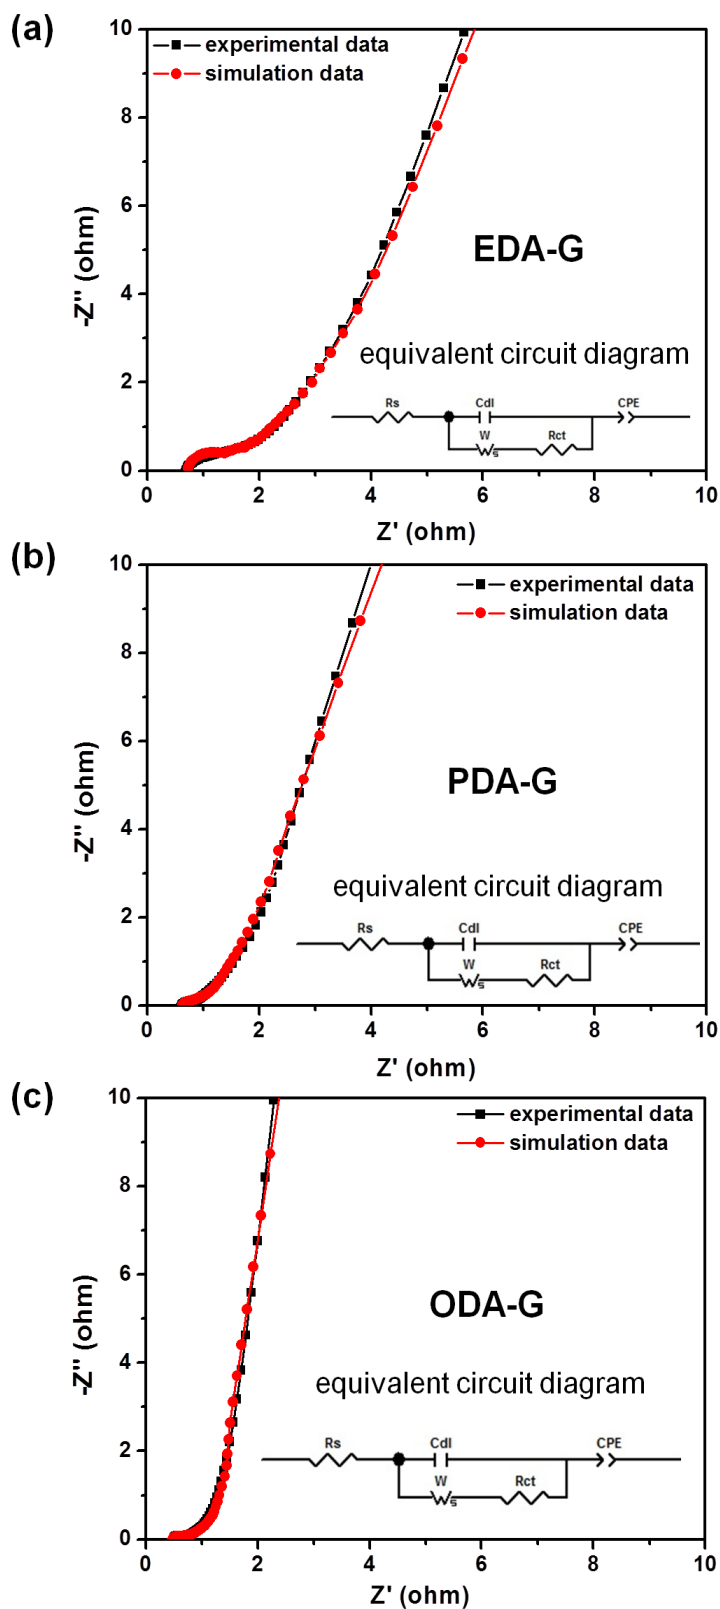 (a)
10
experimental data
simulation data
8
6
EDA-G
4
equivalent circuit diagram
2
Rs
Cdl
CPE
W
s
Rct
0
0 2 4 6 8 10
-Z'' (ohm)
Z' (ohm)
(b)
10
experimental data
simulation data
8
6
PDA-G
4
equivalent circuit diagram
2
Rs
Cdl
CPE
W
s
Rct
0
0 2 4 6 8 10
-Z'' (ohm)
Z' (ohm)
(c)
10
experimental data
simulation data
8
6
ODA-G
4
equivalent circuit diagram
2
Rs
Cdl
CPE
W
s
Rct
0
0 2 4 6 8 10
-Z'' (ohm)
Z' (ohm)